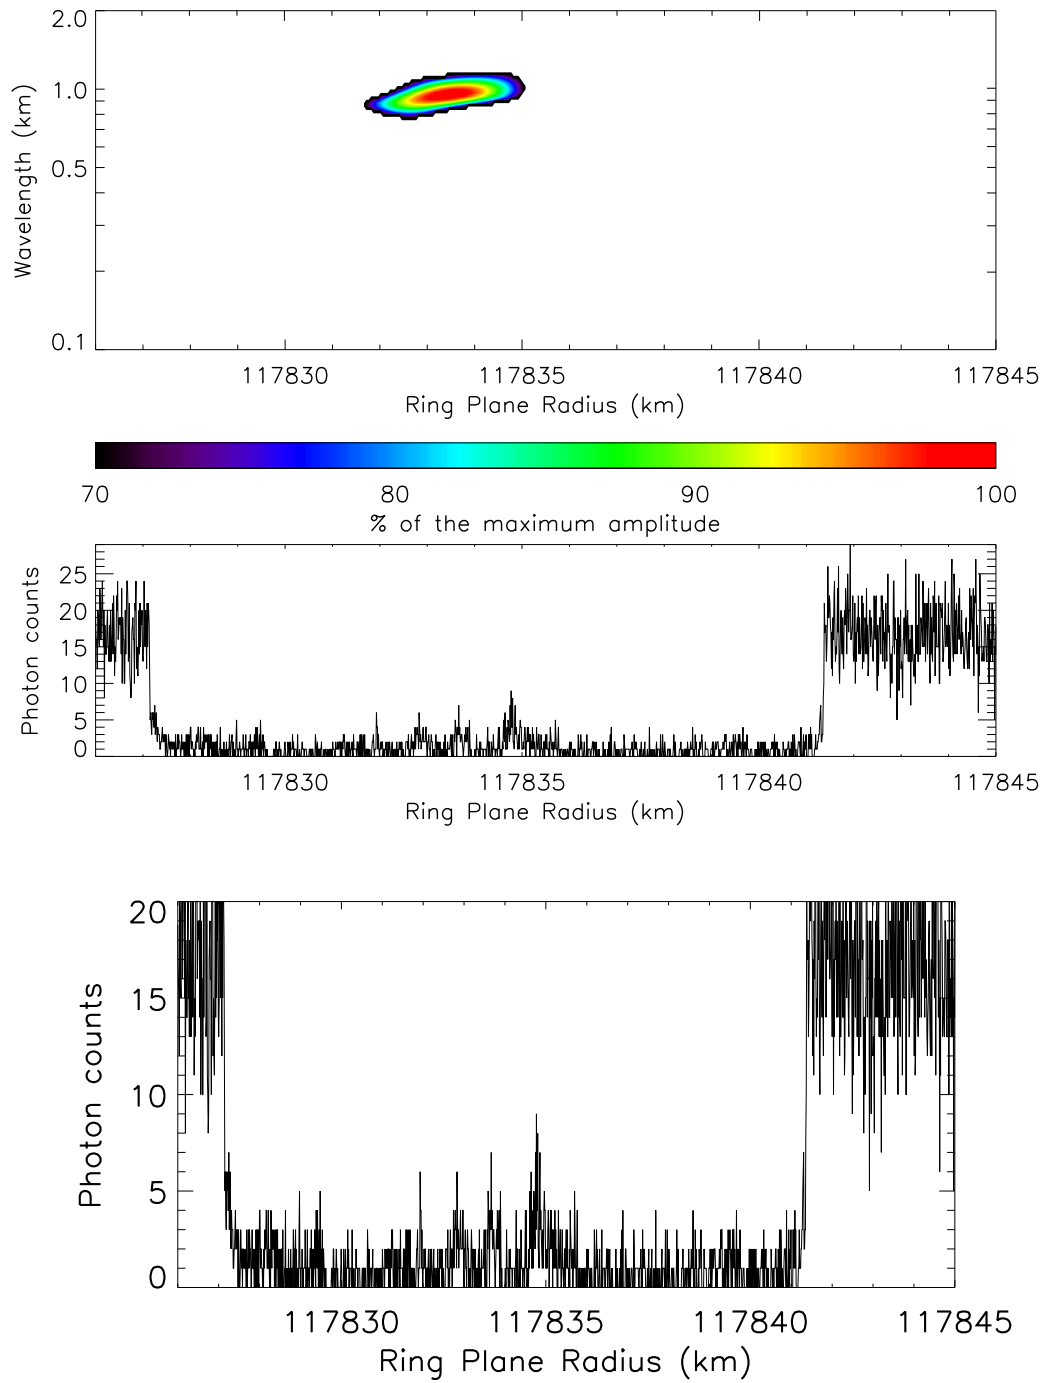 2.0
1.0
0.5
0.1
Wavelength (km)
117830 117835 117840 117845
Ring Plane Radius (km)
70 80 90 100
% of the maximum amplitude
25
20
15
10
5
0
Photon counts
117830 117835 117840 117845
Ring Plane Radius (km)
20
15
10
5
0
Photon counts
117830 117835 117840 117845
Ring Plane Radius (km)